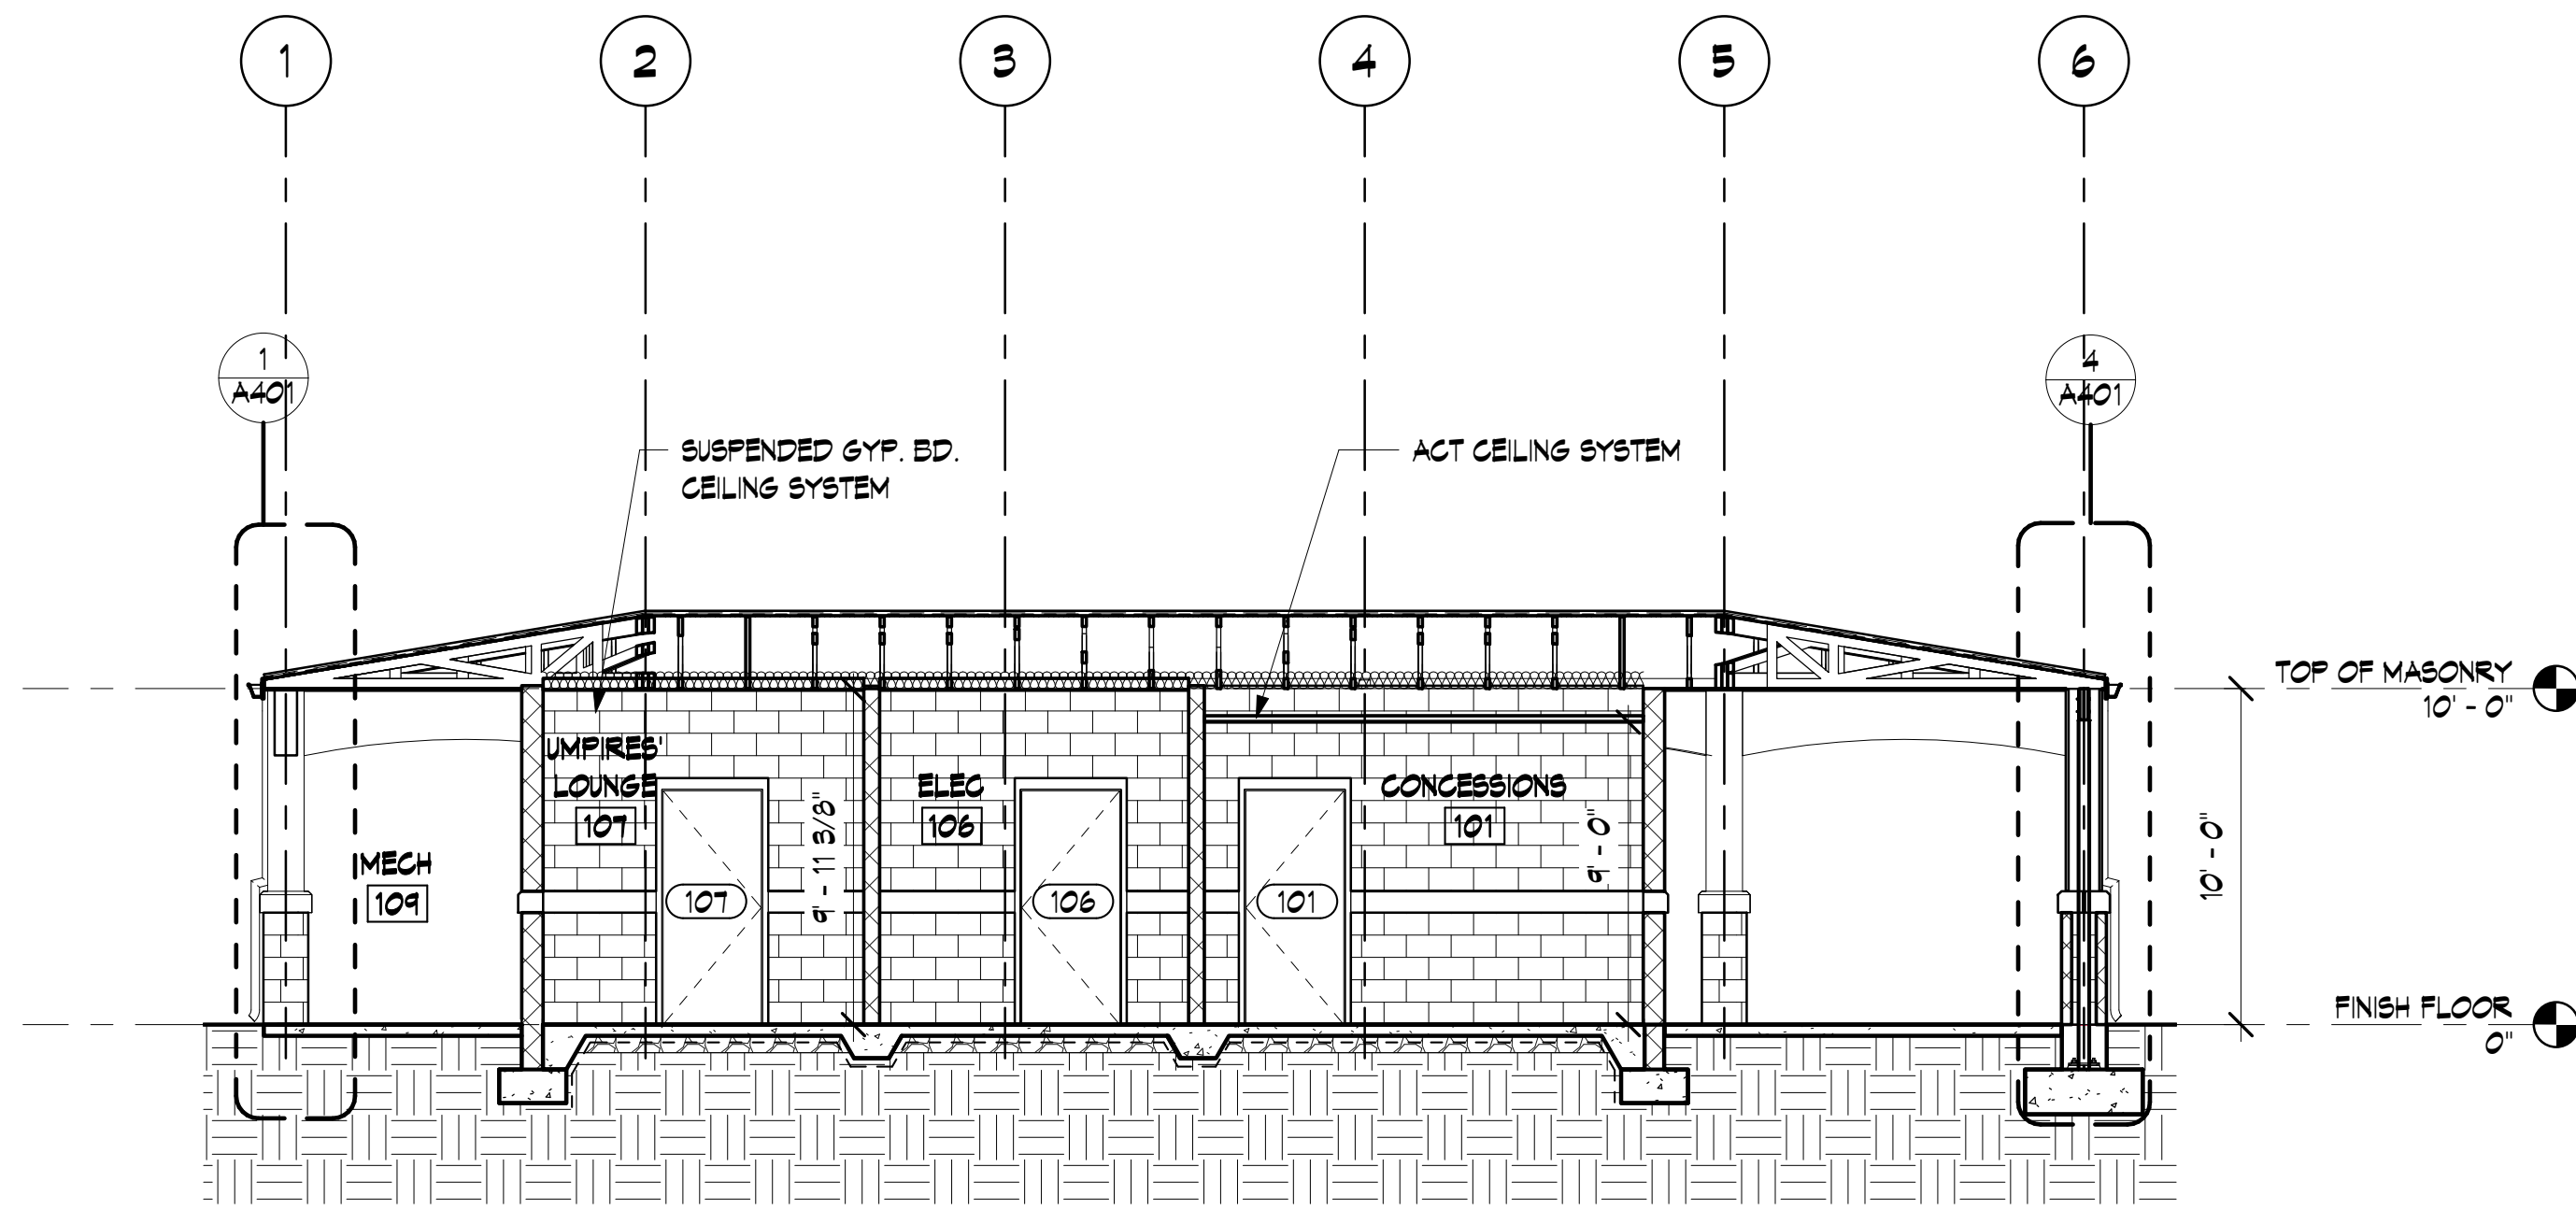 1
2
3
4
5
6
1
A401
4
A401
SUSPENDED GYP. BD.
CEILING SYSTEM
ACT CEILING SYSTEM
TOP OF MASONRY
10' - 0"
UMPIRES'
LOUNGE
107
ELEC
106
CONCESSIONS
101
MECH
109
107
9' - 11 3/8"
106
101
9' - 0"
10' - 0"
FINISH FLOOR
0"